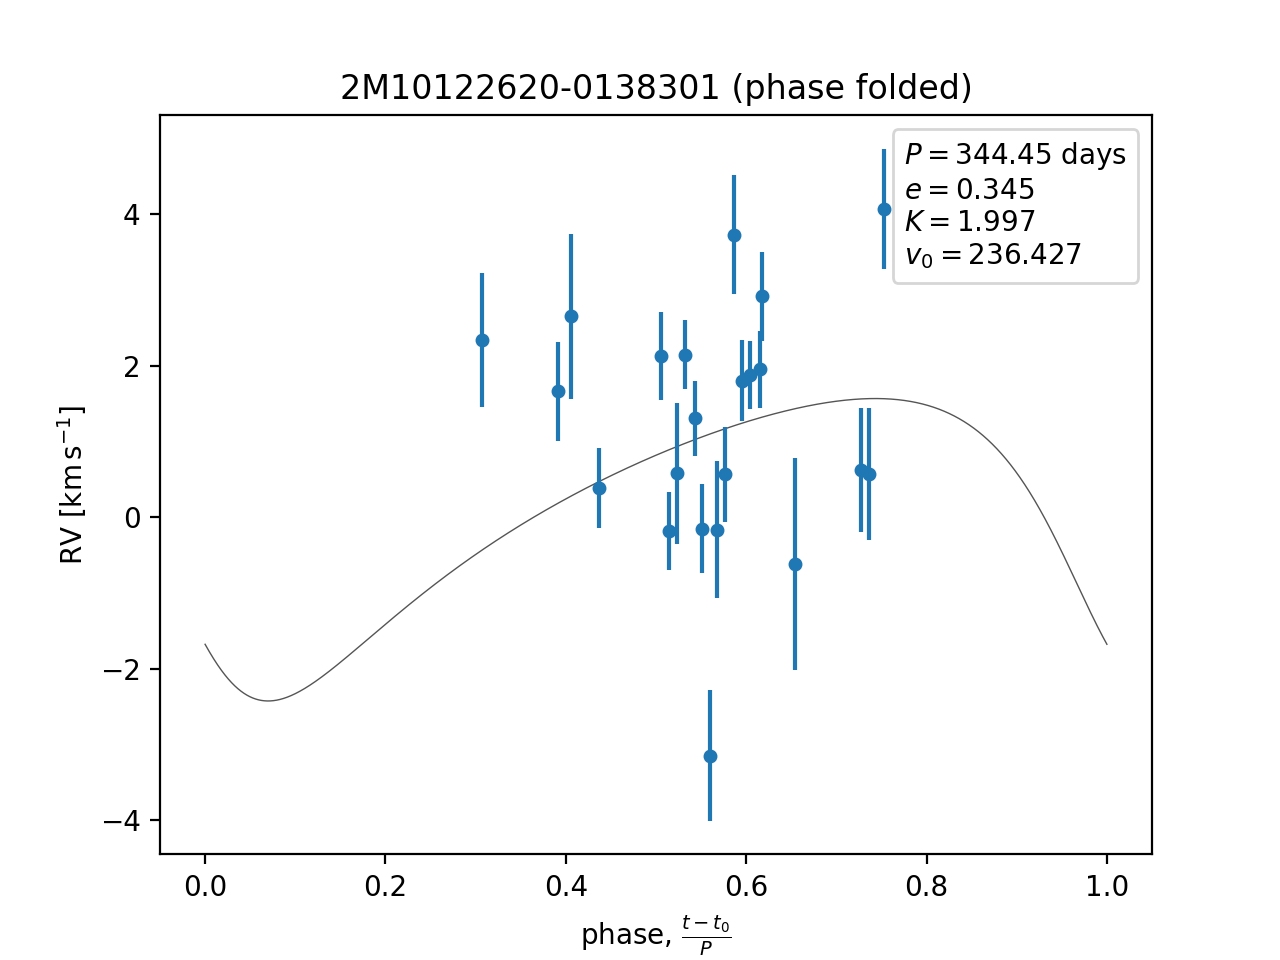 2M10122620-0138301 (phase folded)
P = 344.45 days
e = 0.345
K = 1.997
v₀ = 236.427
RV [km s⁻¹]
4
2
0
−2
−4
0.0 0.2 0.4 0.6 0.8 1.0
phase, (t − t₀)/P